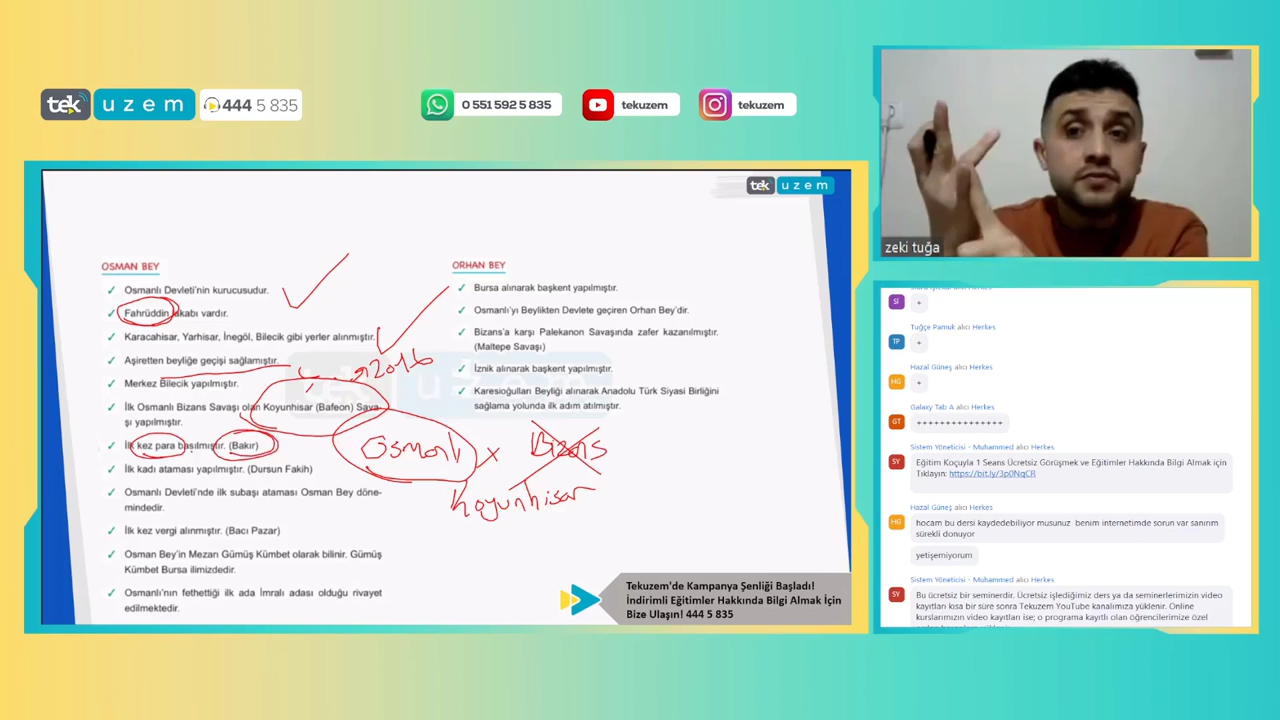 tek uzem 444 5 835
0 551 592 5 835
tekuzem
tekuzem
tek uzem
zeki tuğa
OSMAN BEY
✓ Osmanlı Devleti'nin kurucusudur.
✓ Fahrüddin lakabı vardır.
✓ Karacahisar, Yarhisar, İnegöl, Bilecik gibi yerler alınmıştır.
✓ Aşiretten beyliğe geçişi sağlamıştır.
✓ Merkez Bilecik yapılmıştır.
✓ İlk Osmanlı Bizans Savaşı olan Koyunhisar (Bafeon) Sava-
şı yapılmıştır.
✓ İlk kez para basılmıştır. (Bakır)
✓ İlk kadı ataması yapılmıştır. (Dursun Fakih)
✓ Osmanlı Devleti'nde ilk subaşı ataması Osman Bey döne-
mindedir.
✓ İlk kez vergi alınmıştır. (Bacı Pazar)
✓ Osman Bey'in Mezarı Gümüş Kümbet olarak bilinir. Gümüş
Kümbet Bursa ilimizdedir.
✓ Osmanlı'nın fethettiği ilk ada İmralı adası olduğu rivayet
edilmektedir.
2016
Osmanlı x Bizans
Koyunhisar
ORHAN BEY
✓ Bursa alınarak başkent yapılmıştır.
✓ Osmanlı'yı Beylikten Devlete geçiren Orhan Bey'dir.
✓ Bizans'a karşı Palekanon Savaşında zafer kazanılmıştır.
(Maltepe Savaşı)
✓ İznik alınarak başkent yapılmıştır.
✓ Karesioğulları Beyliği alınarak Anadolu Türk Siyasi Birliğini
sağlama yolunda ilk adım atılmıştır.
tek uzem
Tekuzem'de Kampanya Şenliği Başladı!
İndirimli Eğitimler Hakkında Bilgi Almak İçin
Bize Ulaşın! 444 5 835
SI +
Tuğçe Pamuk alıcı Herkes
TP +
Hazal Güneş alıcı Herkes
HG +
Galaxy Tab A alıcı Herkes
GT +++++++++++++++
Sistem Yöneticisi - Muhammed alıcı Herkes
SY Eğitim Koçuyla 1 Seans Ücretsiz Görüşmek ve Eğitimler Hakkında Bilgi Almak için
Tıklayın: https://bit.ly/3p0NqCR
Hazal Güneş alıcı Herkes
HG hocam bu dersi kaydedebiliyor musunuz benim internetimde sorun var sanırım
sürekli donuyor
yetişemiyorum
Sistem Yöneticisi - Muhammed alıcı Herkes
SY Bu ücretsiz bir seminerdir. Ücretsiz işlediğimiz ders ya da seminerlerimizin video
kayıtları kısa bir süre sonra Tekuzem YouTube kanalımıza yüklenir. Online
kurslarımızın video kayıtları ise; o programa kayıtlı olan öğrencilerimize özel